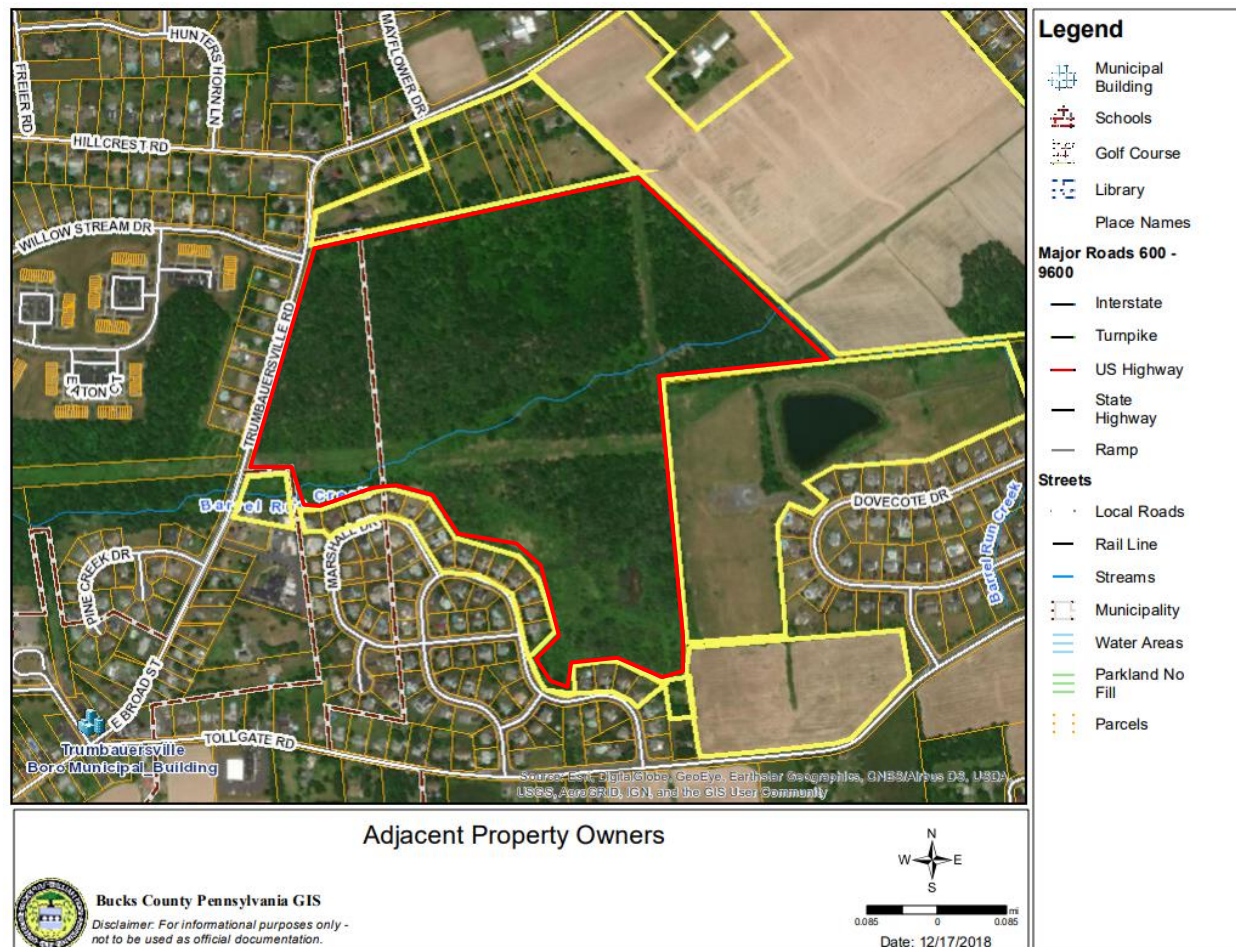 HUNTERS HORN LN
MAYFLOWER DR
FREIER RD
HILLCREST RD
WILLOW STREAM DR
EATON CT
TRUMBAUERSVILLE RD
Barrel Run Creek
MARSHALL DR
PINE CREEK DR
E BROAD ST
DOVECOTE DR
Barrel Run Creek
TOLLGATE RD
Trumbauersville
Boro Municipal_Building
Source: Esri, DigitalGlobe, GeoEye, Earthstar Geographics, CNES/Airbus DS, USDA,
USGS, AeroGRID, IGN, and the GIS User Community
Legend
Municipal
Building
Schools
Golf Course
Library
Place Names
Major Roads 600 -
9600
Interstate
Turnpike
US Highway
State
Highway
Ramp
Streets
Local Roads
Rail Line
Streams
Municipality
Water Areas
Parkland No
Fill
Parcels
Adjacent Property Owners
Bucks County Pennsylvania GIS
Disclaimer: For informational purposes only -
not to be used as official documentation.
N
W E
S
mi
0.085 0 0.085
Date: 12/17/2018